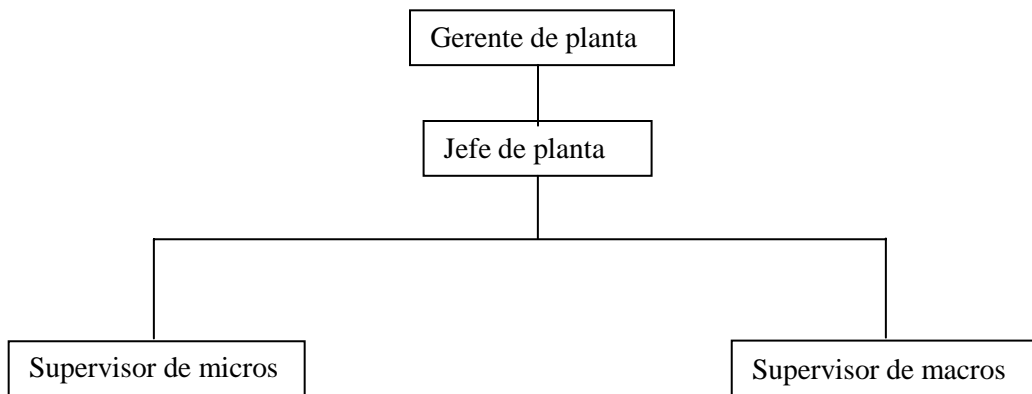 Gerente de planta
Jefe de planta
Supervisor de micros
Supervisor de macros